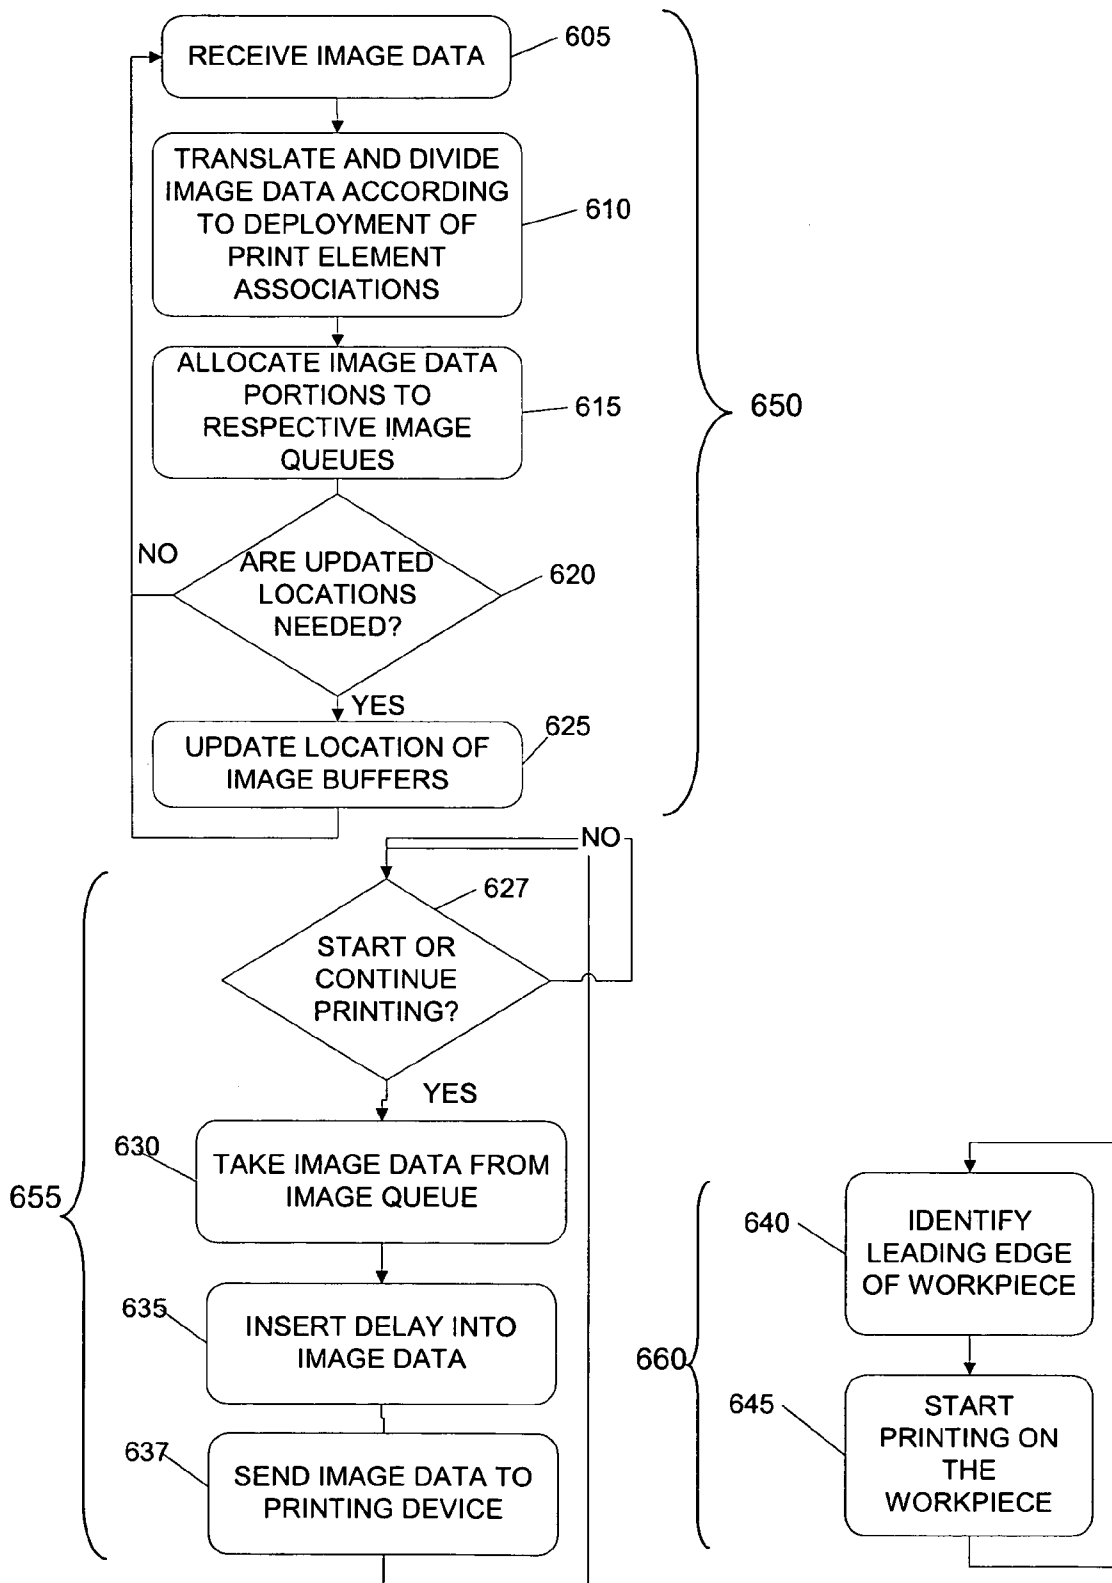 RECEIVE IMAGE DATA
605
TRANSLATE AND DIVIDE
IMAGE DATA ACCORDING
TO DEPLOYMENT OF
PRINT ELEMENT
ASSOCIATIONS
610
ALLOCATE IMAGE DATA
PORTIONS TO
RESPECTIVE IMAGE
QUEUES
615
650
NO
ARE UPDATED
LOCATIONS
NEEDED?
620
YES
UPDATE LOCATION OF
IMAGE BUFFERS
625
NO
627
START OR
CONTINUE
PRINTING?
YES
630
TAKE IMAGE DATA FROM
IMAGE QUEUE
655
635
INSERT DELAY INTO
IMAGE DATA
637
SEND IMAGE DATA TO
PRINTING DEVICE
640
IDENTIFY
LEADING EDGE
OF WORKPIECE
660
645
START
PRINTING ON
THE
WORKPIECE